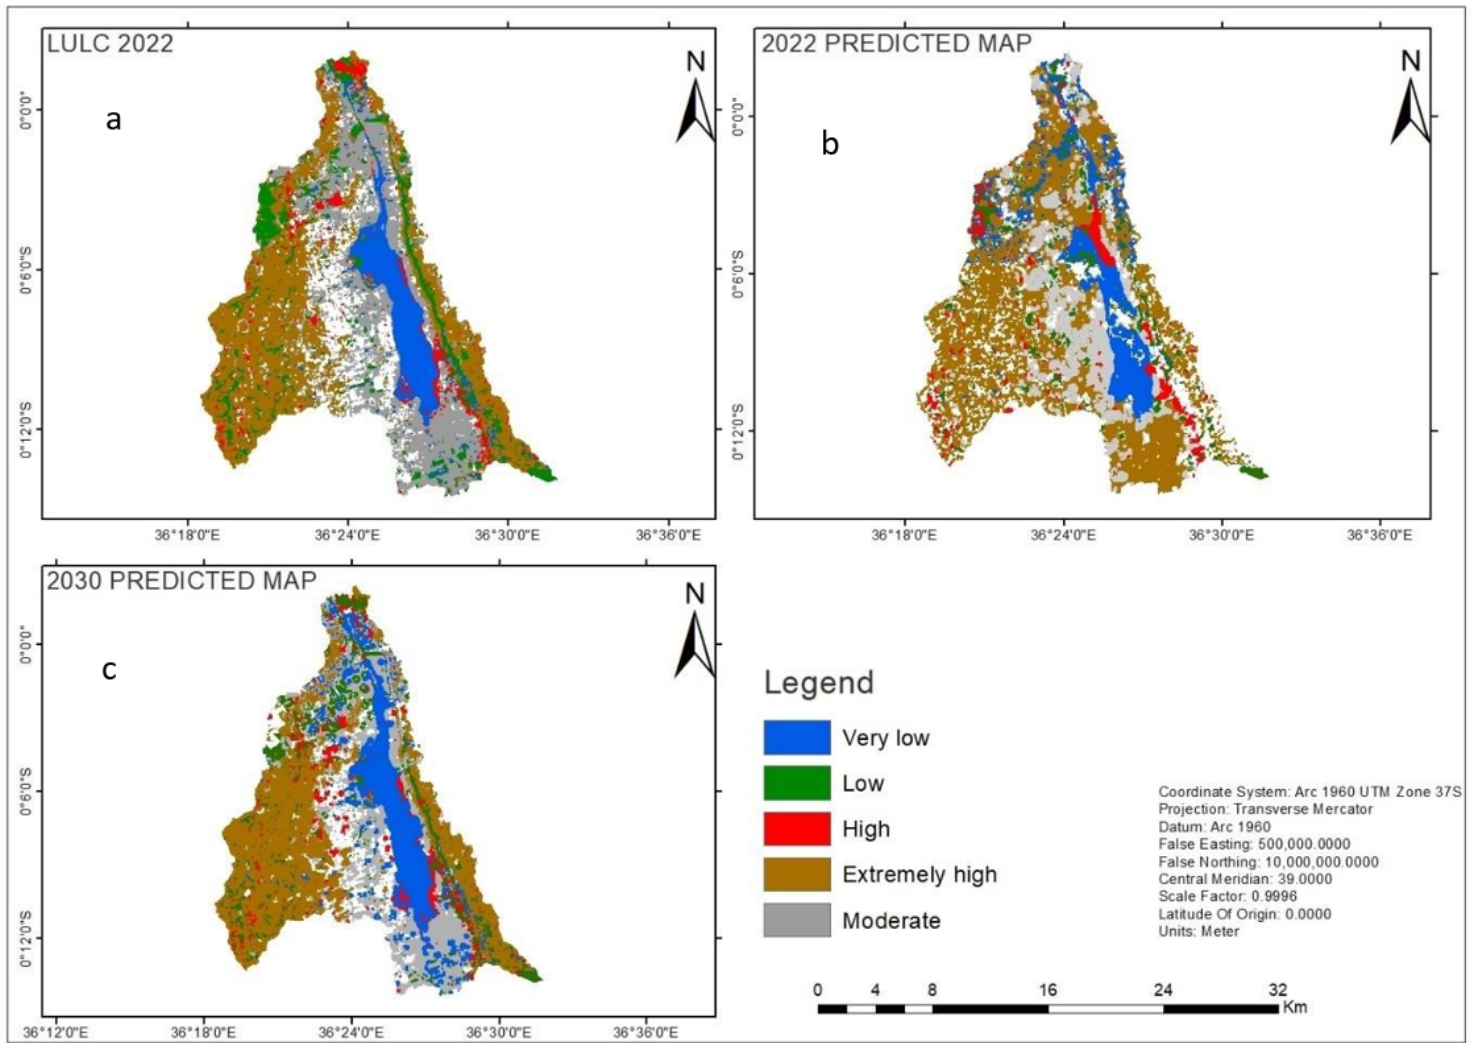 LULC 2022
N
a
0°0'0"
0°6'0"S
0°12'0"S
36°18'0"E 36°24'0"E 36°30'0"E 36°36'0"E
2022 PREDICTED MAP
N
b
0°0'0"
0°6'0"S
0°12'0"S
36°18'0"E 36°24'0"E 36°30'0"E 36°36'0"E
2030 PREDICTED MAP
N
c
0°0'0"
0°6'0"S
0°12'0"S
36°12'0"E 36°18'0"E 36°24'0"E 36°30'0"E 36°36'0"E
Legend
Very low
Low
High
Extremely high
Moderate
Coordinate System: Arc 1960 UTM Zone 37S
Projection: Transverse Mercator
Datum: Arc 1960
False Easting: 500,000.0000
False Northing: 10,000,000.0000
Central Meridian: 39.0000
Scale Factor: 0.9996
Latitude Of Origin: 0.0000
Units: Meter
0 4 8 16 24 32
Km